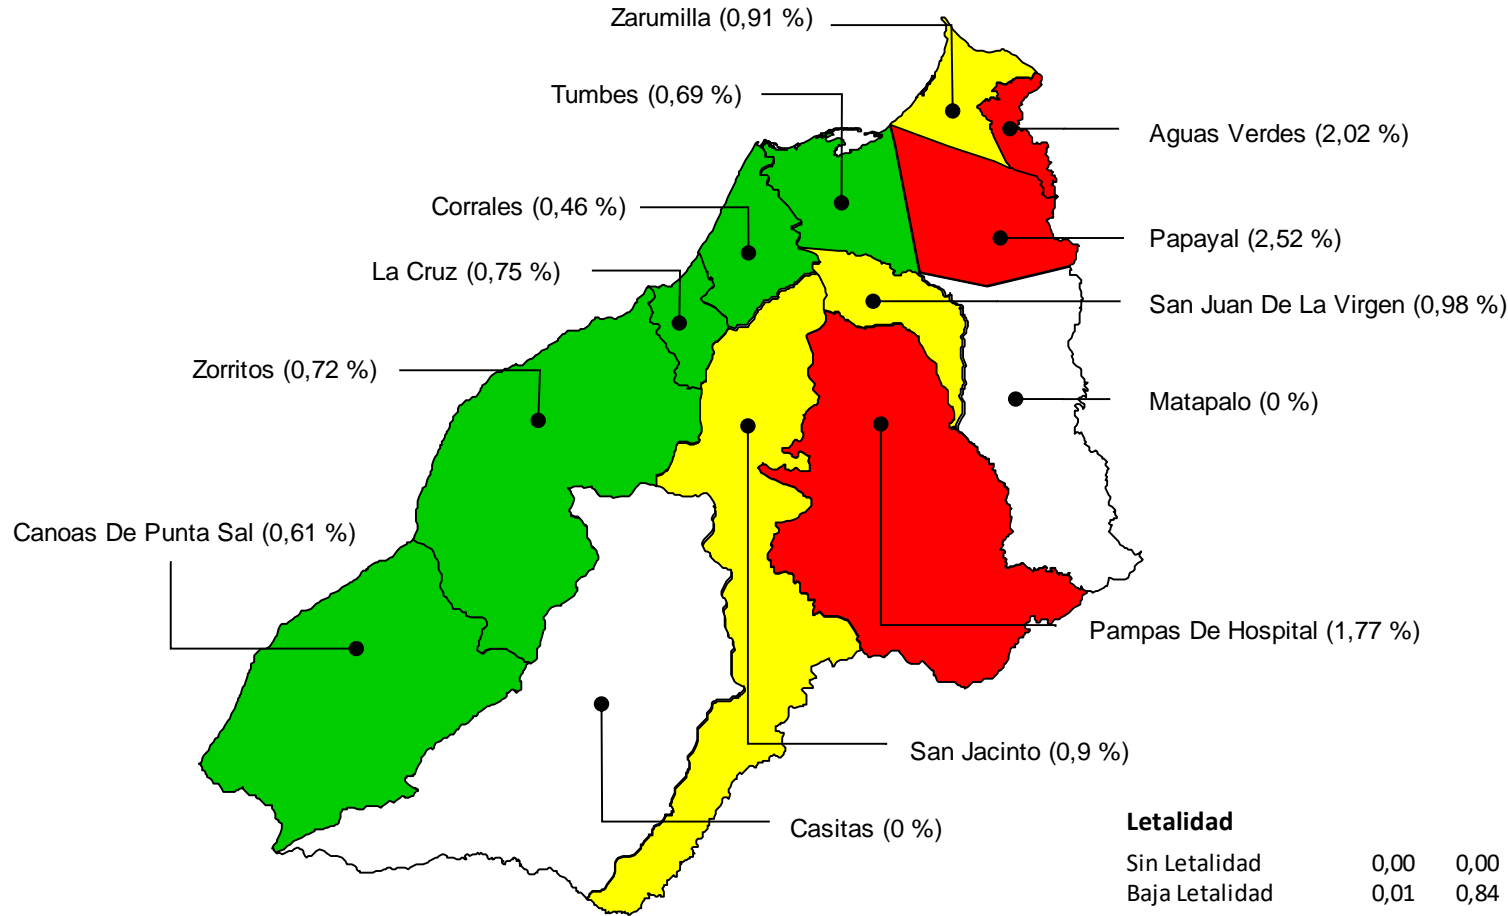 Zarumilla (0,91 %)
Tumbes (0,69 %)
Aguas Verdes (2,02 %)
Corrales (0,46 %)
Papayal (2,52 %)
La Cruz (0,75 %)
San Juan De La Virgen (0,98 %)
Zorritos (0,72 %)
Matapalo (0 %)
Canoas De Punta Sal (0,61 %)
Pampas De Hospital (1,77 %)
San Jacinto (0,9 %)
Casitas (0 %)
Letalidad
Sin Letalidad 0,00 0,00
Baja Letalidad 0,01 0,84